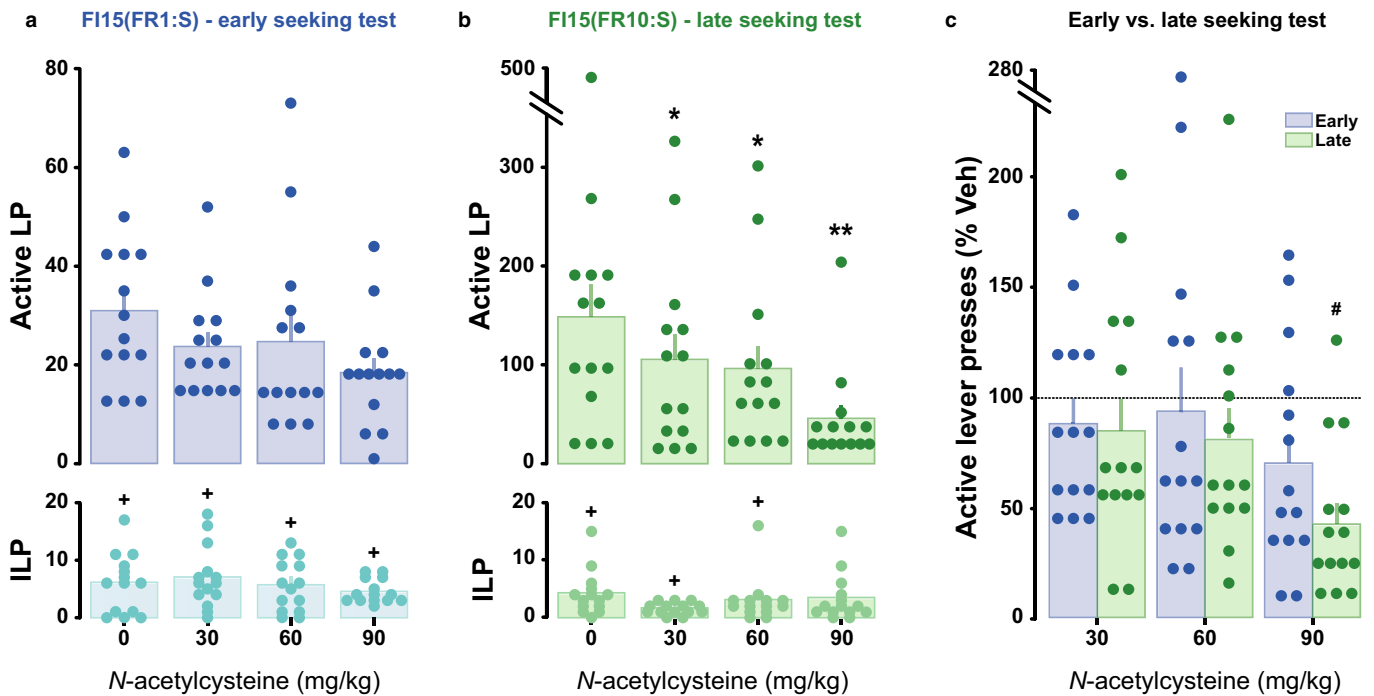 a FI15(FR1:S) - early seeking test
80
60
40
20
0
Active LP
20
10
0
ILP
+ + + +
0 30 60 90
N-acetylcysteine (mg/kg)
b FI15(FR10:S) - late seeking test
500
300
200
100
0
Active LP
* * **
20
10
0
ILP
+ + +
0 30 60 90
N-acetylcysteine (mg/kg)
c Early vs. late seeking test
280
200
150
100
50
0
Active lever presses (% Veh)
Early
Late
#
30 60 90
N-acetylcysteine (mg/kg)